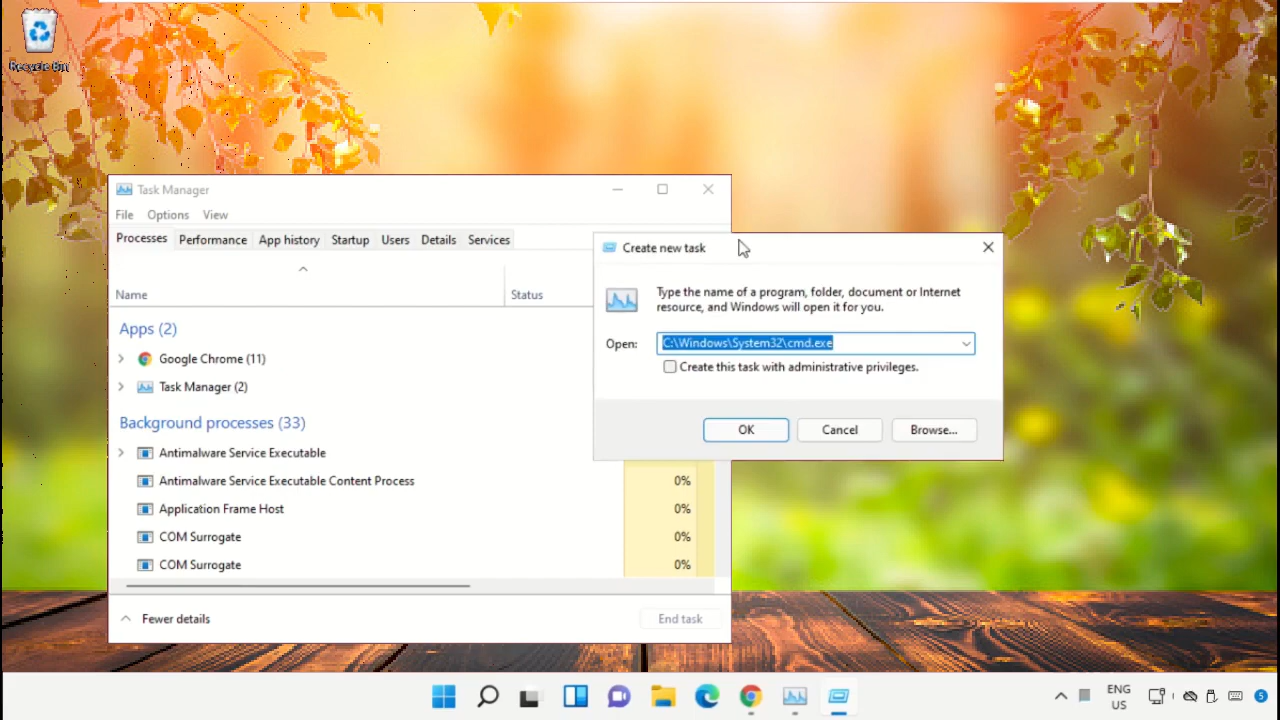 Recycle Bin
Task Manager
File Options View
Processes Performance App history Startup Users Details Services
Name Status
Apps (2)
Google Chrome (11)
Task Manager (2)
Background processes (33)
Antimalware Service Executable
Antimalware Service Executable Content Process 0%
Application Frame Host 0%
COM Surrogate 0%
COM Surrogate 0%
Fewer details End task
Create new task
Type the name of a program, folder, document or Internet
resource, and Windows will open it for you.
Open: C:\Windows\System32\cmd.exe
Create this task with administrative privileges.
OK Cancel Browse...
ENG
US
5